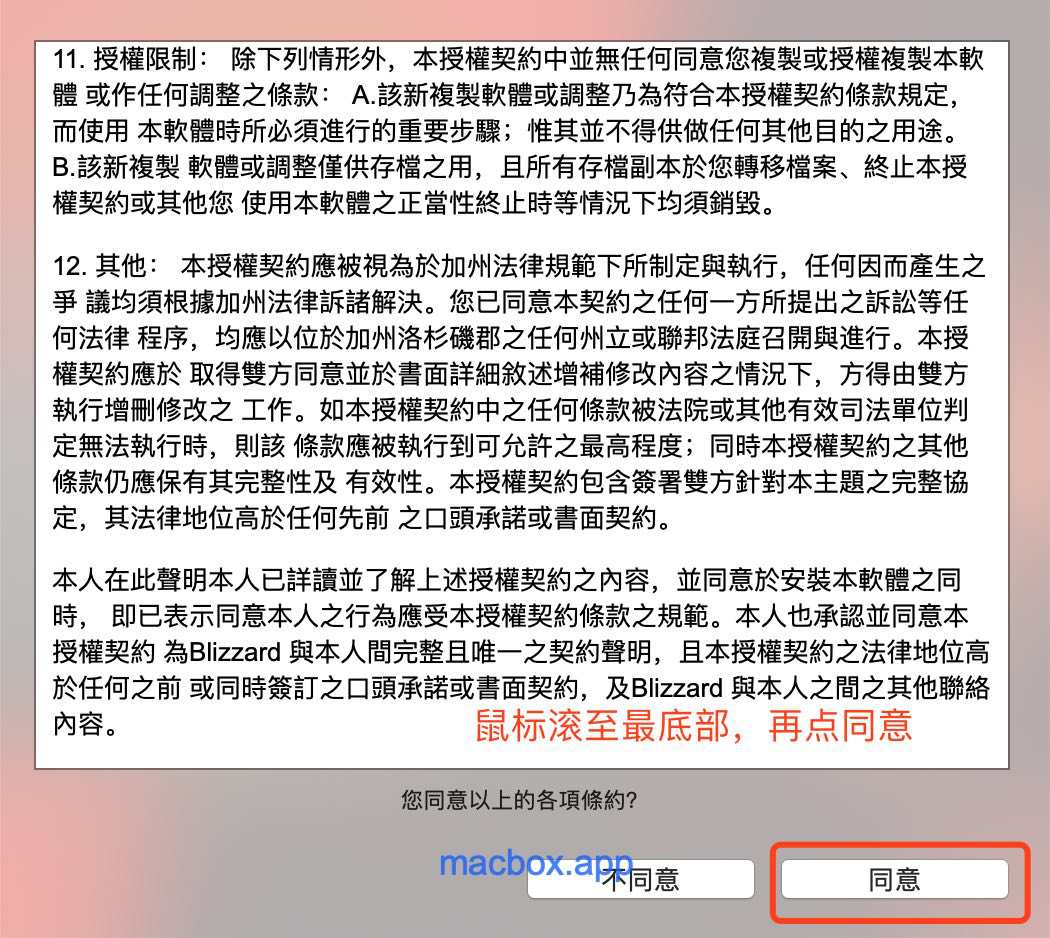 11. 授權限制： 除下列情形外，本授權契約中並無任何同意您複製或授權複製本軟
體 或作任何調整之條款： A.該新複製軟體或調整乃為符合本授權契約條款規定，
而使用 本軟體時所必須進行的重要步驟；惟其並不得供做任何其他目的之用途。
B.該新複製 軟體或調整僅供存檔之用，且所有存檔副本於您轉移檔案、終止本授
權契約或其他您 使用本軟體之正當性終止時等情況下均須銷毀。
12. 其他： 本授權契約應被視為於加州法律規範下所制定與執行，任何因而產生之
爭 議均須根據加州法律訴諸解決。您已同意本契約之任何一方所提出之訴訟等任
何法律 程序，均應以位於加州洛杉磯郡之任何州立或聯邦法庭召開與進行。本授
權契約應於 取得雙方同意並於書面詳細敘述增補修改內容之情況下，方得由雙方
執行增刪修改之 工作。如本授權契約中之任何條款被法院或其他有效司法單位判
定無法執行時，則該 條款應被執行到可允許之最高程度；同時本授權契約之其他
條款仍應保有其完整性及 有效性。本授權契約包含簽署雙方針對本主題之完整協
定，其法律地位高於任何先前 之口頭承諾或書面契約。
本人在此聲明本人已詳讀並了解上述授權契約之內容，並同意於安裝本軟體之同
時， 即已表示同意本人之行為應受本授權契約條款之規範。本人也承認並同意本
授權契約 為Blizzard 與本人間完整且唯一之契約聲明，且本授權契約之法律地位高
於任何之前 或同時簽訂之口頭承諾或書面契約，及Blizzard 與本人之間之其他聯絡
內容。
鼠标滚至最底部，再点同意
您同意以上的各項條約?
macbox.app
不同意
同意